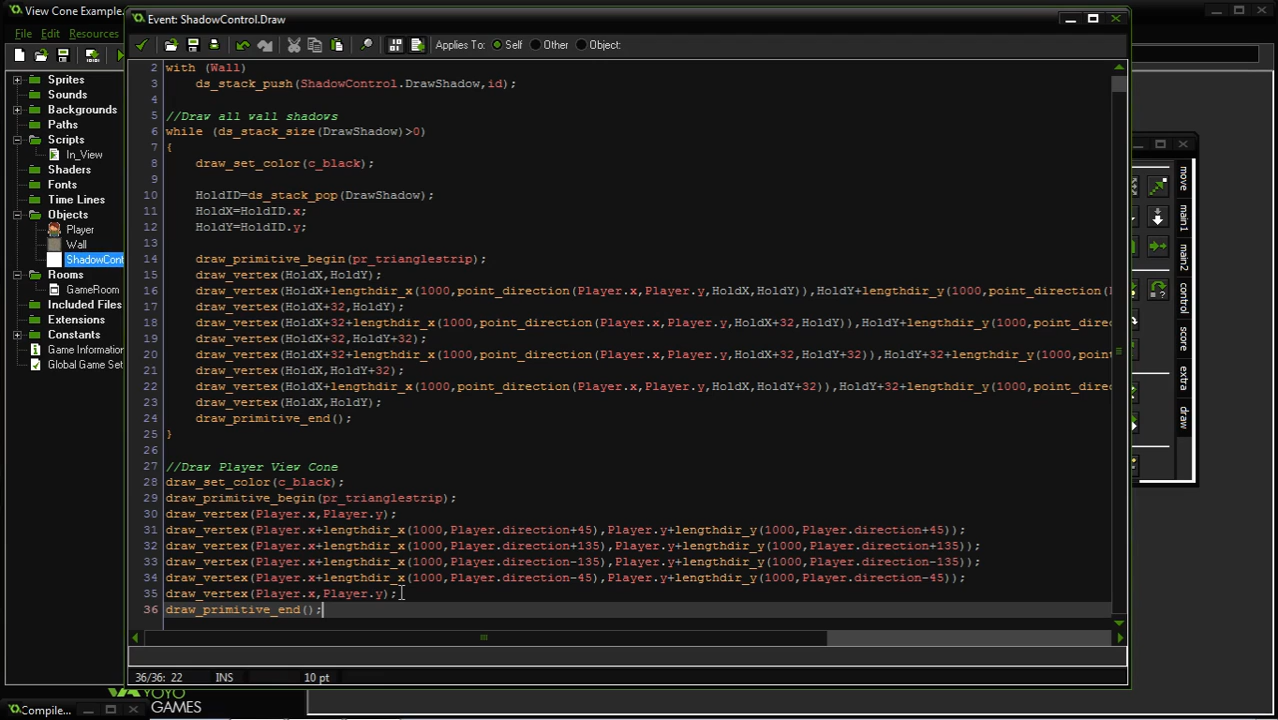 View Cone Example...
File Edit Resources
Event: ShadowControl.Draw
Applies To: Self Other Object:
Sprites
Sounds
Backgrounds
Paths
Scripts
In_View
Shaders
Fonts
Time Lines
Objects
Player
Wall
ShadowCont
Rooms
GameRoom
Included Files
Extensions
Constants
Game Information
Global Game Set
2 with (Wall)
3 ds_stack_push(ShadowControl.DrawShadow,id);
4
5 //Draw all wall shadows
6 while (ds_stack_size(DrawShadow)>0)
7 {
8 draw_set_color(c_black);
9
10 HoldID=ds_stack_pop(DrawShadow);
11 HoldX=HoldID.x;
12 HoldY=HoldID.y;
13
14 draw_primitive_begin(pr_trianglestrip);
15 draw_vertex(HoldX,HoldY);
16 draw_vertex(HoldX+lengthdir_x(1000,point_direction(Player.x,Player.y,HoldX,HoldY)),HoldY+lengthdir_y(1000,point_direction(
17 draw_vertex(HoldX+32,HoldY);
18 draw_vertex(HoldX+32+lengthdir_x(1000,point_direction(Player.x,Player.y,HoldX+32,HoldY)),HoldY+lengthdir_y(1000,point_direc
19 draw_vertex(HoldX+32,HoldY+32);
20 draw_vertex(HoldX+32+lengthdir_x(1000,point_direction(Player.x,Player.y,HoldX+32,HoldY+32)),HoldY+32+lengthdir_y(1000,point
21 draw_vertex(HoldX,HoldY+32);
22 draw_vertex(HoldX+lengthdir_x(1000,point_direction(Player.x,Player.y,HoldX,HoldY+32)),HoldY+32+lengthdir_y(1000,point_direc
23 draw_vertex(HoldX,HoldY);
24 draw_primitive_end();
25 }
26
27 //Draw Player View Cone
28 draw_set_color(c_black);
29 draw_primitive_begin(pr_trianglestrip);
30 draw_vertex(Player.x,Player.y);
31 draw_vertex(Player.x+lengthdir_x(1000,Player.direction+45),Player.y+lengthdir_y(1000,Player.direction+45));
32 draw_vertex(Player.x+lengthdir_x(1000,Player.direction+135),Player.y+lengthdir_y(1000,Player.direction+135));
33 draw_vertex(Player.x+lengthdir_x(1000,Player.direction-135),Player.y+lengthdir_y(1000,Player.direction-135));
34 draw_vertex(Player.x+lengthdir_x(1000,Player.direction-45),Player.y+lengthdir_y(1000,Player.direction-45));
35 draw_vertex(Player.x,Player.y);
36 draw_primitive_end();
36/36: 22 INS 10 pt
move
main1
main2
control
score
extra
draw
YOYO
GAMES
Compile...